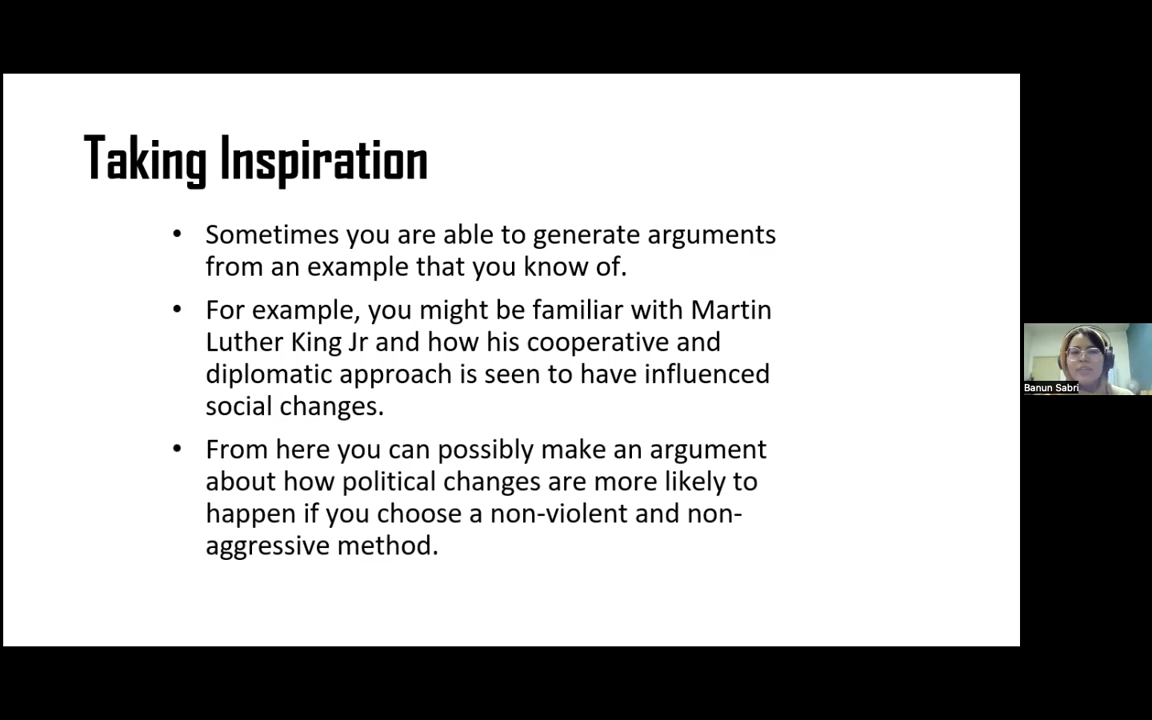 Taking Inspiration
• Sometimes you are able to generate arguments
from an example that you know of.
• For example, you might be familiar with Martin
Luther King Jr and how his cooperative and
diplomatic approach is seen to have influenced
social changes.
• From here you can possibly make an argument
about how political changes are more likely to
happen if you choose a non-violent and non-
aggressive method.
Banun Sabri